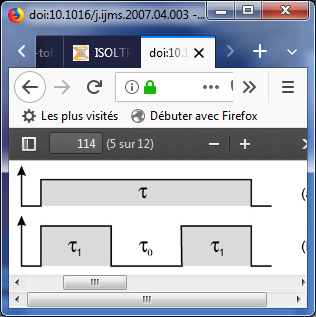 doi:10.1016/j.ijms.2007.04.003 -...
e-tof
ISOLTF
doi:10.1
Les plus visités
Débuter avec Firefox
114 (5 sur 12)
τ
τ1 τ0 τ1